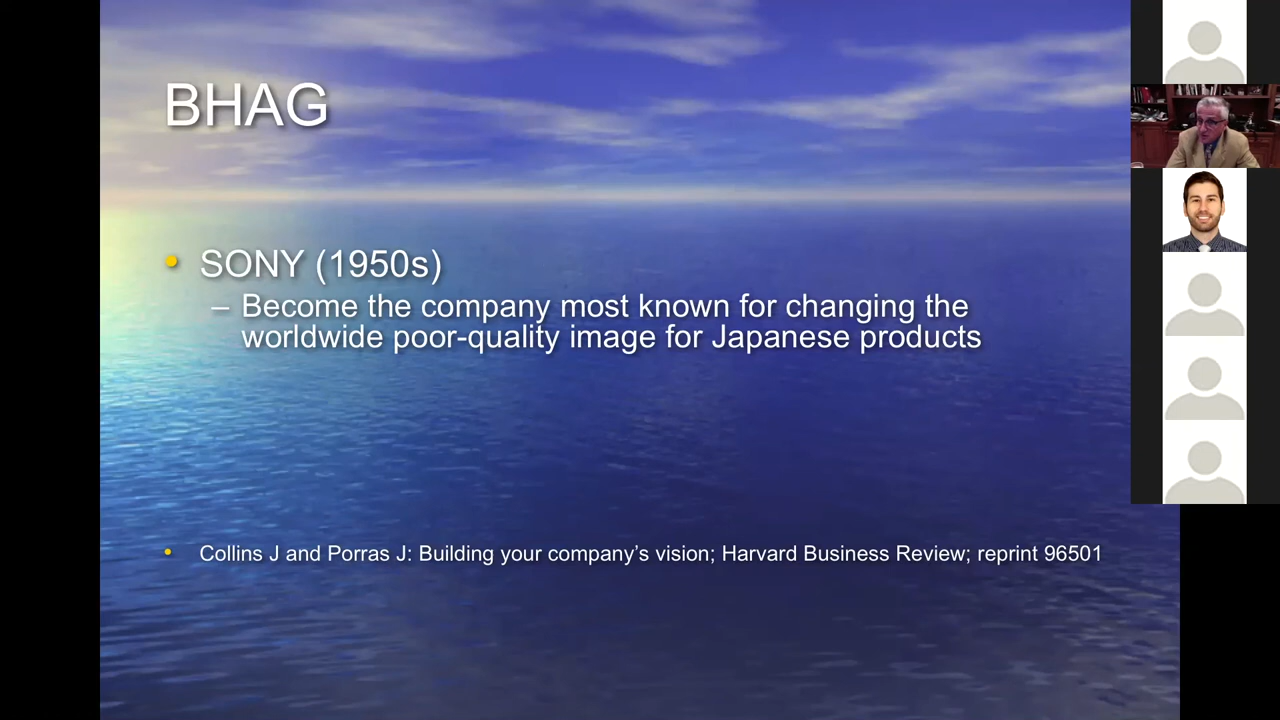 BHAG
• SONY (1950s)
– Become the company most known for changing the
worldwide poor-quality image for Japanese products
• Collins J and Porras J: Building your company’s vision; Harvard Business Review; reprint 96501